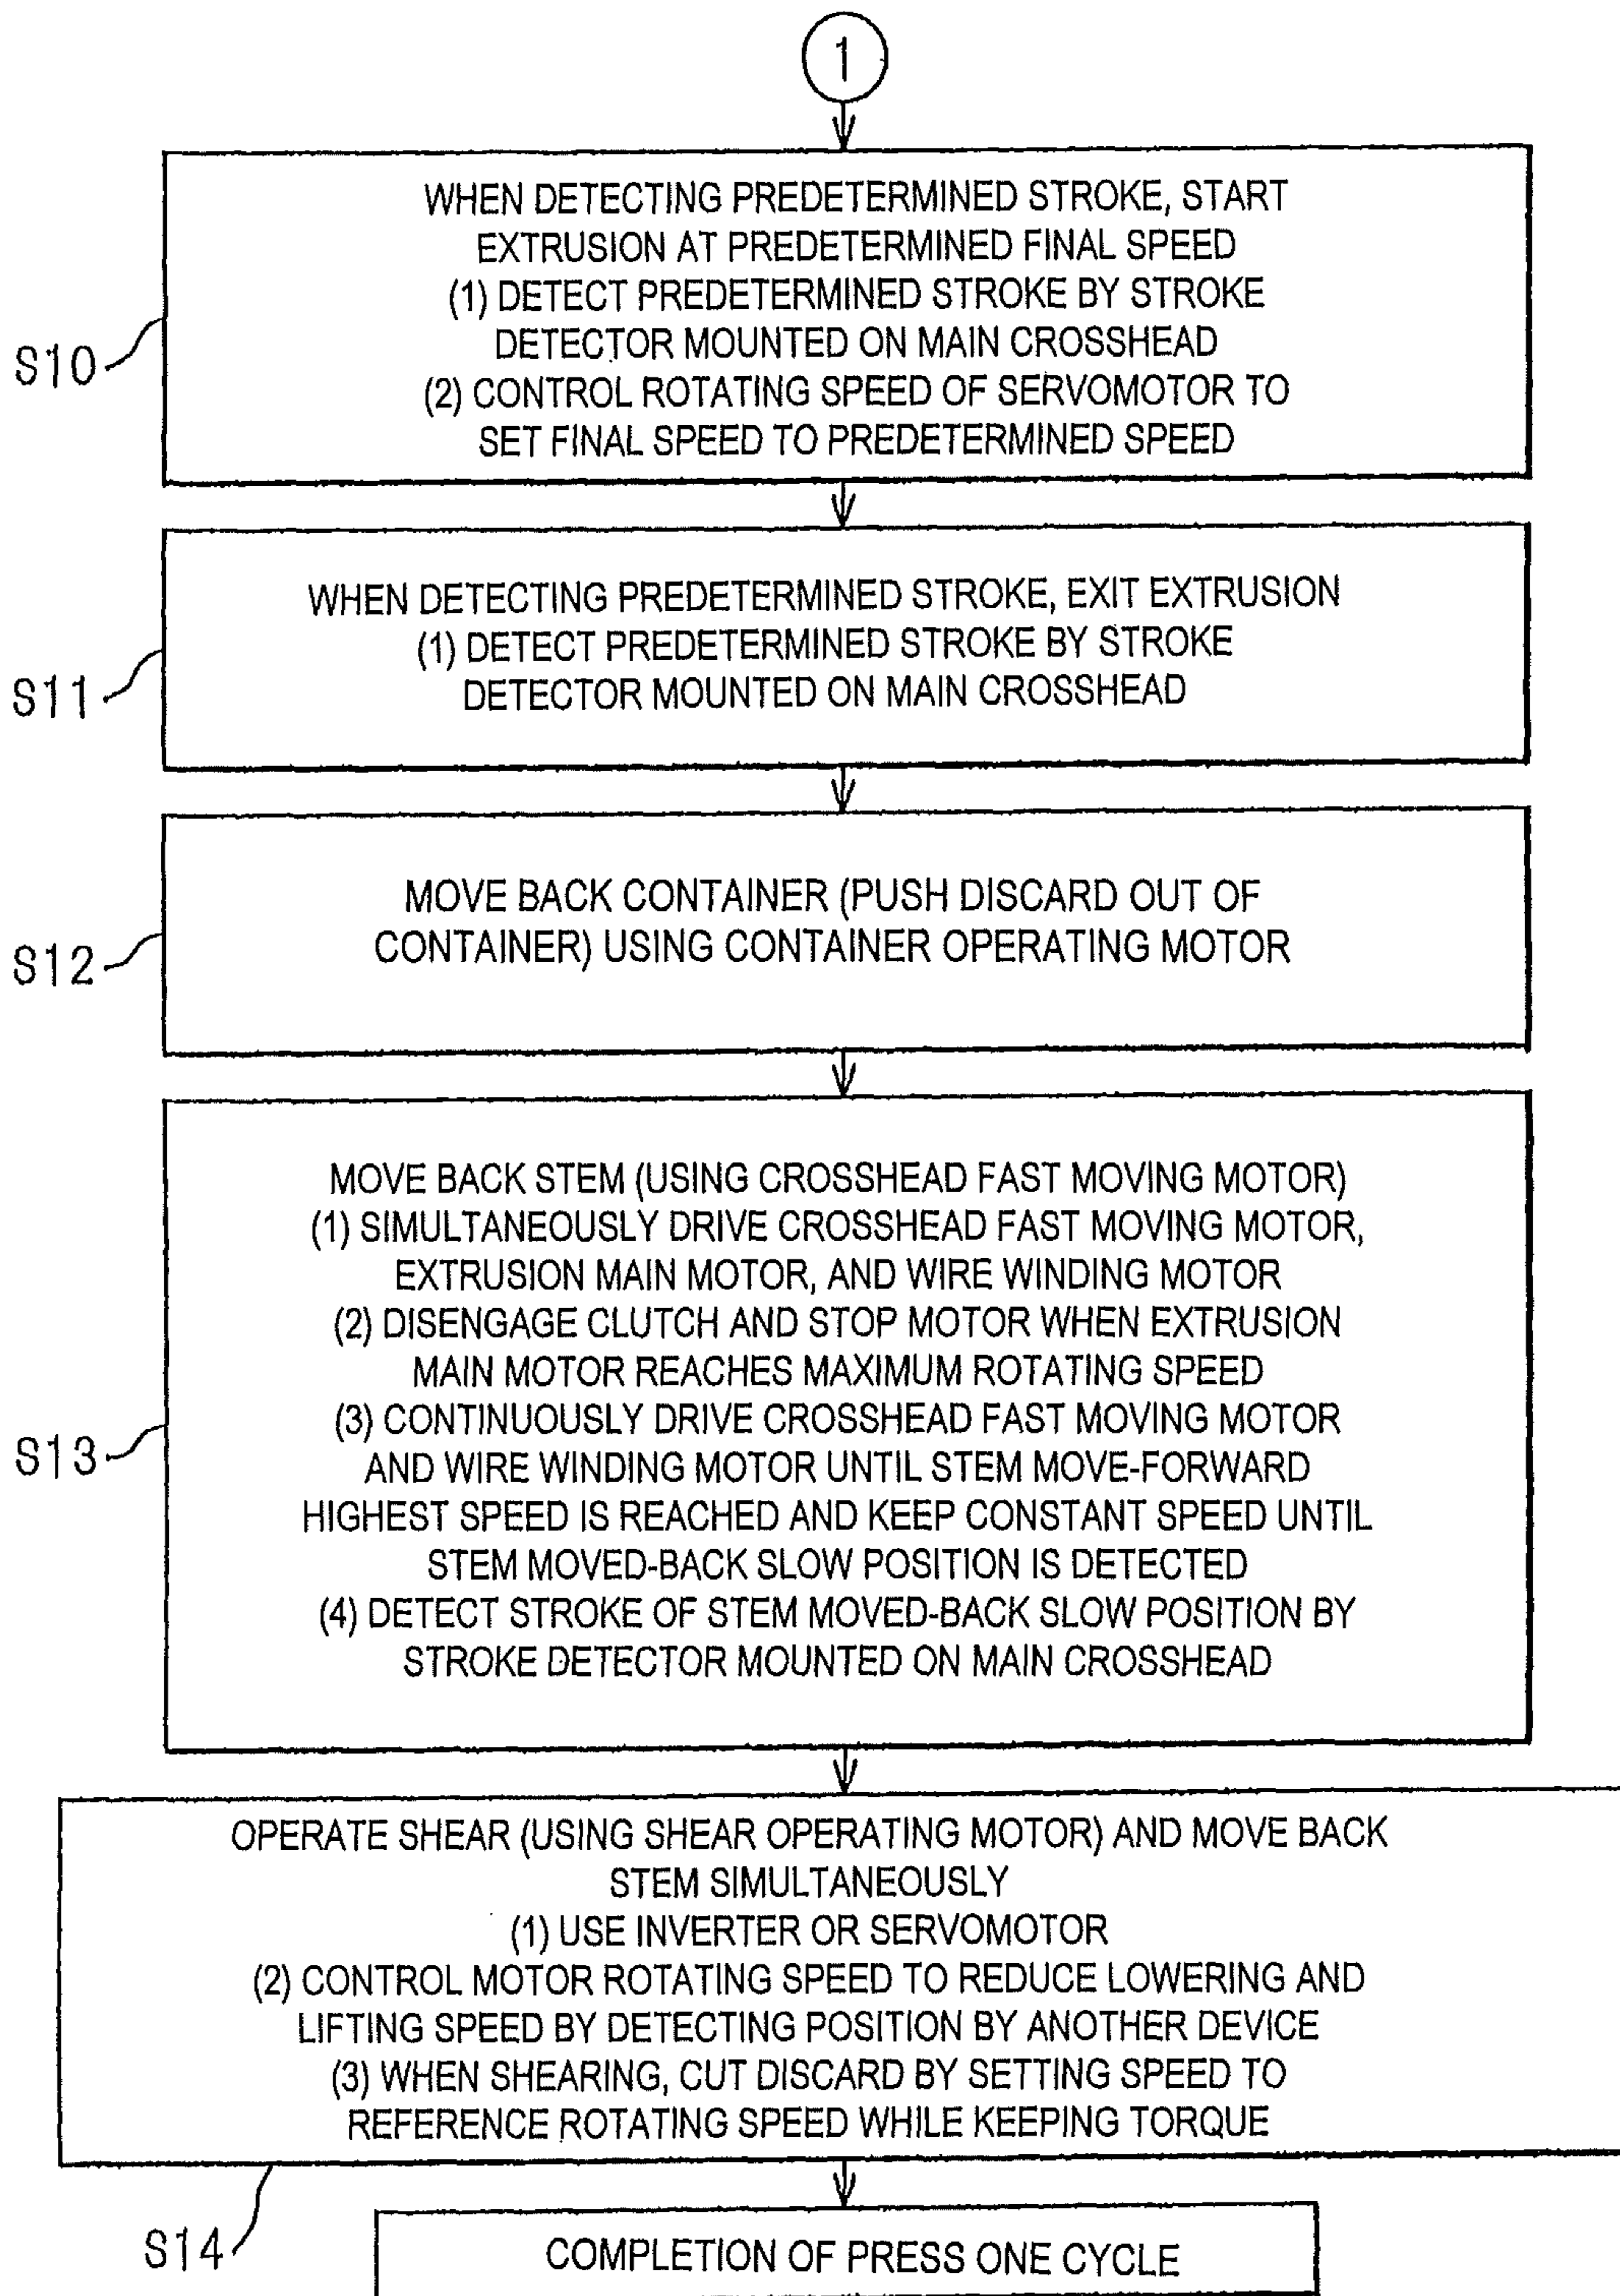 1
WHEN DETECTING PREDETERMINED STROKE, START
EXTRUSION AT PREDETERMINED FINAL SPEED
(1) DETECT PREDETERMINED STROKE BY STROKE
DETECTOR MOUNTED ON MAIN CROSSHEAD
(2) CONTROL ROTATING SPEED OF SERVOMOTOR TO
SET FINAL SPEED TO PREDETERMINED SPEED
S10
WHEN DETECTING PREDETERMINED STROKE, EXIT EXTRUSION
(1) DETECT PREDETERMINED STROKE BY STROKE
DETECTOR MOUNTED ON MAIN CROSSHEAD
S11
MOVE BACK CONTAINER (PUSH DISCARD OUT OF
CONTAINER) USING CONTAINER OPERATING MOTOR
S12
MOVE BACK STEM (USING CROSSHEAD FAST MOVING MOTOR)
(1) SIMULTANEOUSLY DRIVE CROSSHEAD FAST MOVING MOTOR,
EXTRUSION MAIN MOTOR, AND WIRE WINDING MOTOR
(2) DISENGAGE CLUTCH AND STOP MOTOR WHEN EXTRUSION
MAIN MOTOR REACHES MAXIMUM ROTATING SPEED
(3) CONTINUOUSLY DRIVE CROSSHEAD FAST MOVING MOTOR
AND WIRE WINDING MOTOR UNTIL STEM MOVE-FORWARD
HIGHEST SPEED IS REACHED AND KEEP CONSTANT SPEED UNTIL
STEM MOVED-BACK SLOW POSITION IS DETECTED
(4) DETECT STROKE OF STEM MOVED-BACK SLOW POSITION BY
STROKE DETECTOR MOUNTED ON MAIN CROSSHEAD
S13
OPERATE SHEAR (USING SHEAR OPERATING MOTOR) AND MOVE BACK
STEM SIMULTANEOUSLY
(1) USE INVERTER OR SERVOMOTOR
(2) CONTROL MOTOR ROTATING SPEED TO REDUCE LOWERING AND
LIFTING SPEED BY DETECTING POSITION BY ANOTHER DEVICE
(3) WHEN SHEARING, CUT DISCARD BY SETTING SPEED TO
REFERENCE ROTATING SPEED WHILE KEEPING TORQUE
S14
COMPLETION OF PRESS ONE CYCLE